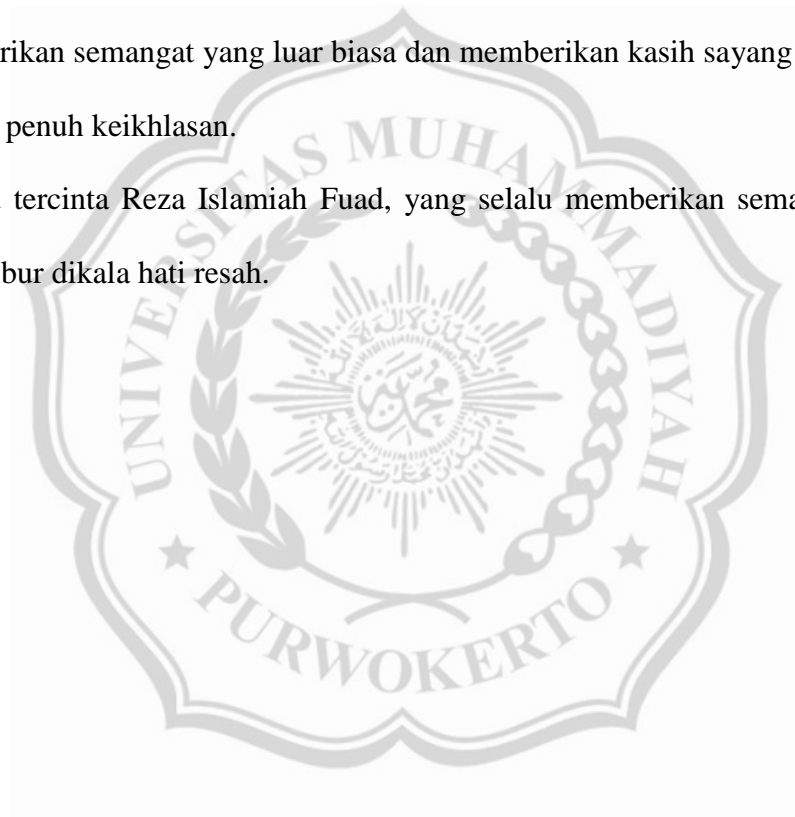 rikan semangat yang luar biasa dan memberikan kasih sayang
penuh keikhlasan.
tercinta Reza Islamiah Fuad, yang selalu memberikan sema
bur dikala hati resah.
UNIVERSITAS MUHAMMADIYAH
PURWOKERTO